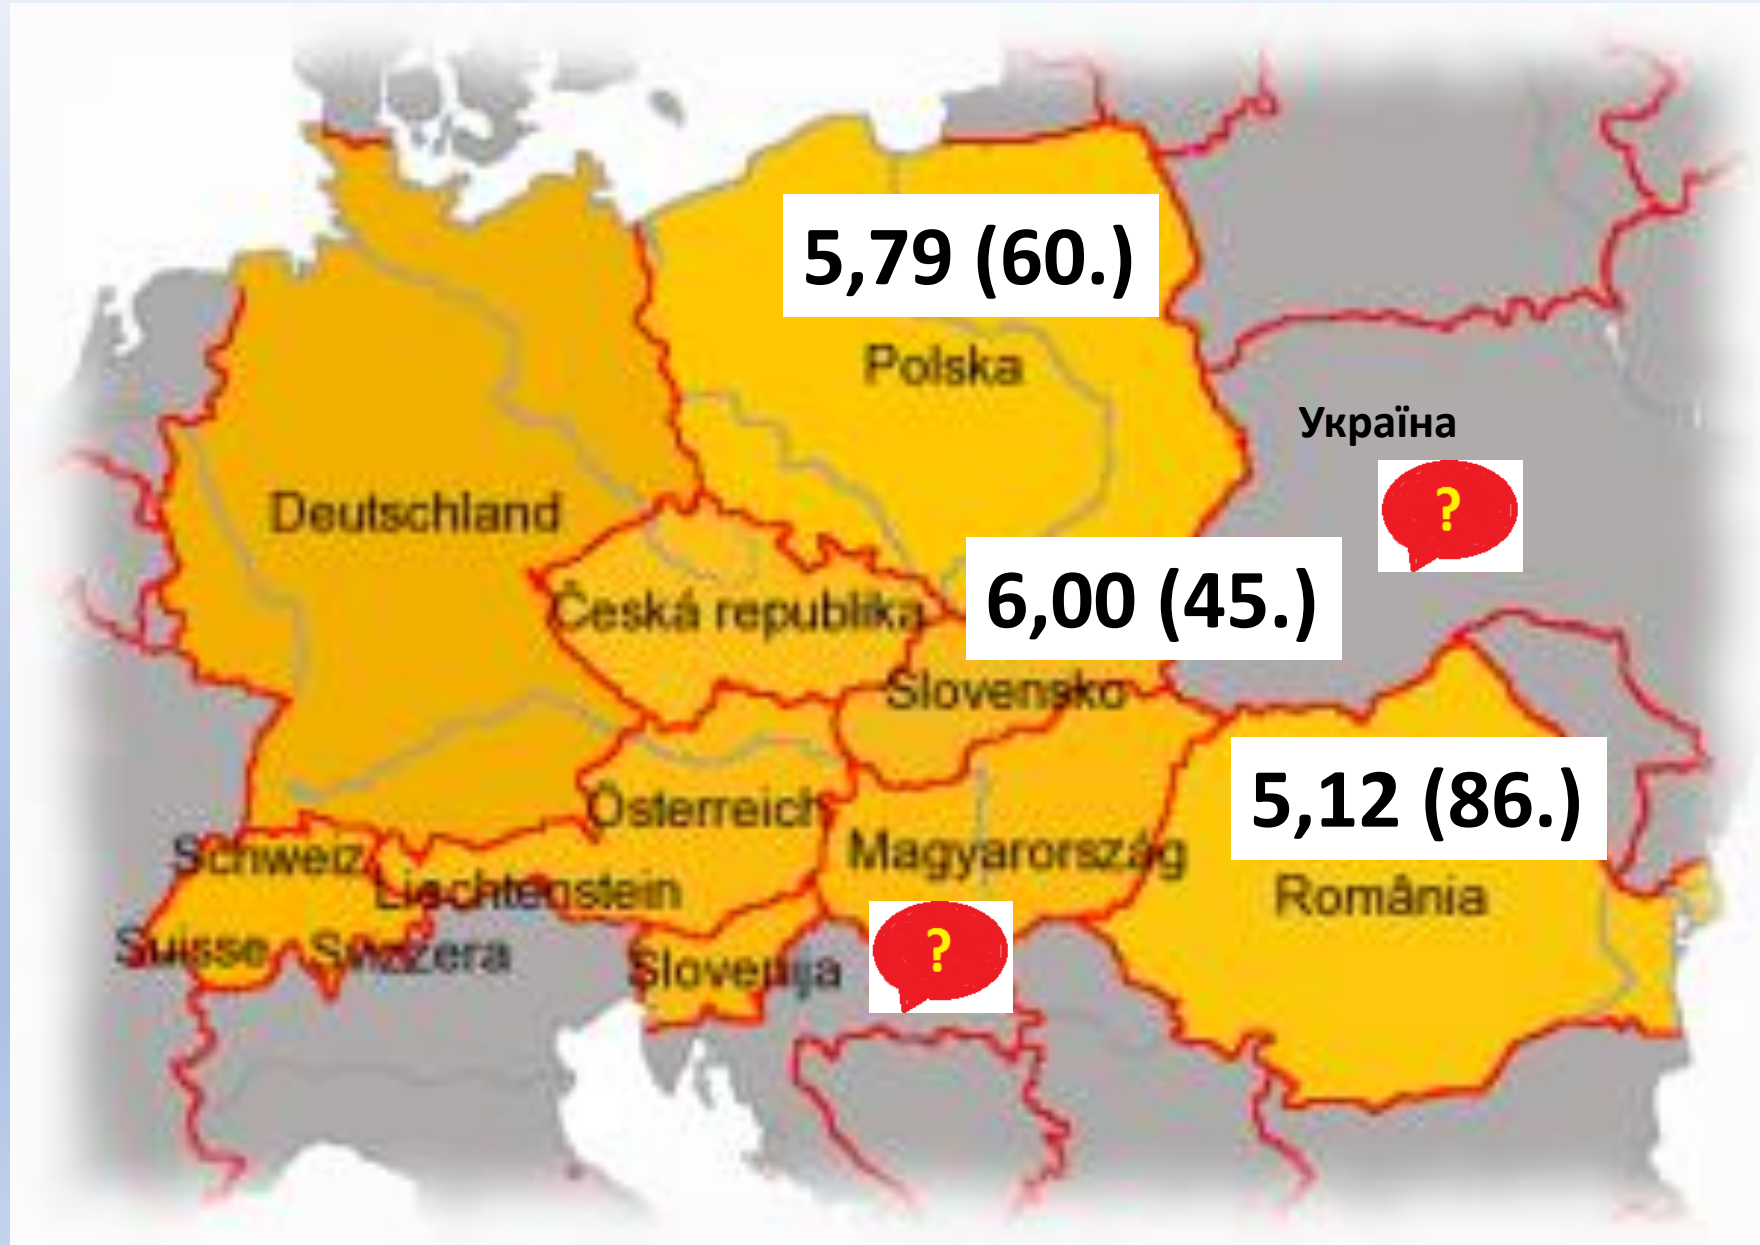 5,79 (60.)
Polska
Україна
?
Deutschland
6,00 (45.)
Česká republika
Slovensko
5,12 (86.)
Österreich
Magyarország
Schweiz
Liechtenstein
România
Suisse
Svizzera
Slovenija
?